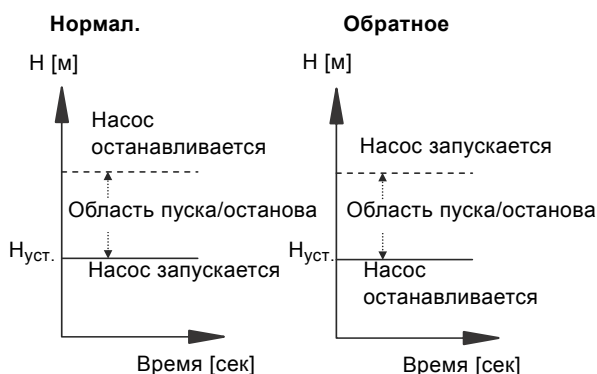 Нормал.
H [м]
Насос
останавливается
Область пуска/останова
Hуст.
Насос запускается
Время [сек]
Обратное
H [м]
Насос запускается
Область пуска/останова
Hуст.
Насос
останавливается
Время [сек]